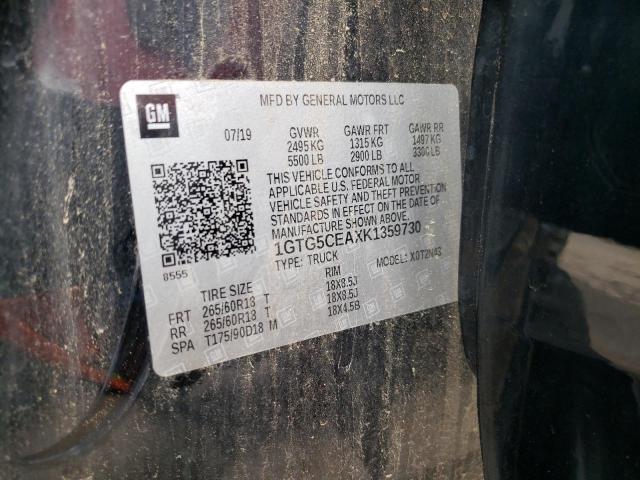 GM
MFD BY GENERAL MOTORS LLC
07/19 GVWR GAWR FRT GAWR RR
2495 KG 1315 KG 1497 KG
5500 LB 2900 LB 3300 LB
THIS VEHICLE CONFORMS TO ALL
APPLICABLE U.S. FEDERAL MOTOR
VEHICLE SAFETY AND THEFT PREVENTION
STANDARDS IN EFFECT ON THE DATE OF
MANUFACTURE SHOWN ABOVE.
1GTG5CEAXK1359730
TYPE: TRUCK MODEL: X0T2N43
8555
TIRE SIZE RIM
FRT 265/60R18 T 18X8.5J
RR 265/60R18 T 18X8.5J
SPA T175/90D18 M 18X4.5B